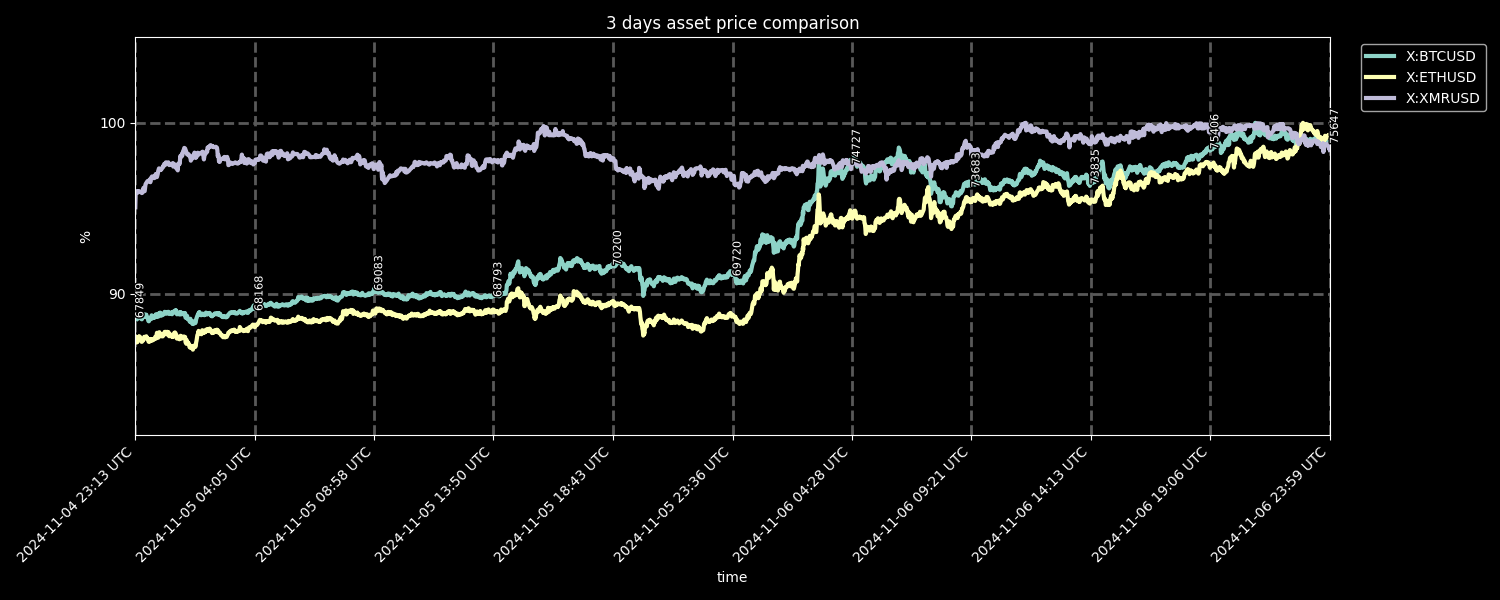 3 days asset price comparison
X:BTCUSD
X:ETHUSD
X:XMRUSD
%
100
90
67849
68168
69083
68793
70200
69720
74727
73683
73835
75406
75647
2024-11-04 23:13 UTC
2024-11-05 04:05 UTC
2024-11-05 08:58 UTC
2024-11-05 13:50 UTC
2024-11-05 18:43 UTC
2024-11-05 23:36 UTC
2024-11-06 04:28 UTC
2024-11-06 09:21 UTC
2024-11-06 14:13 UTC
2024-11-06 19:06 UTC
2024-11-06 23:59 UTC
time